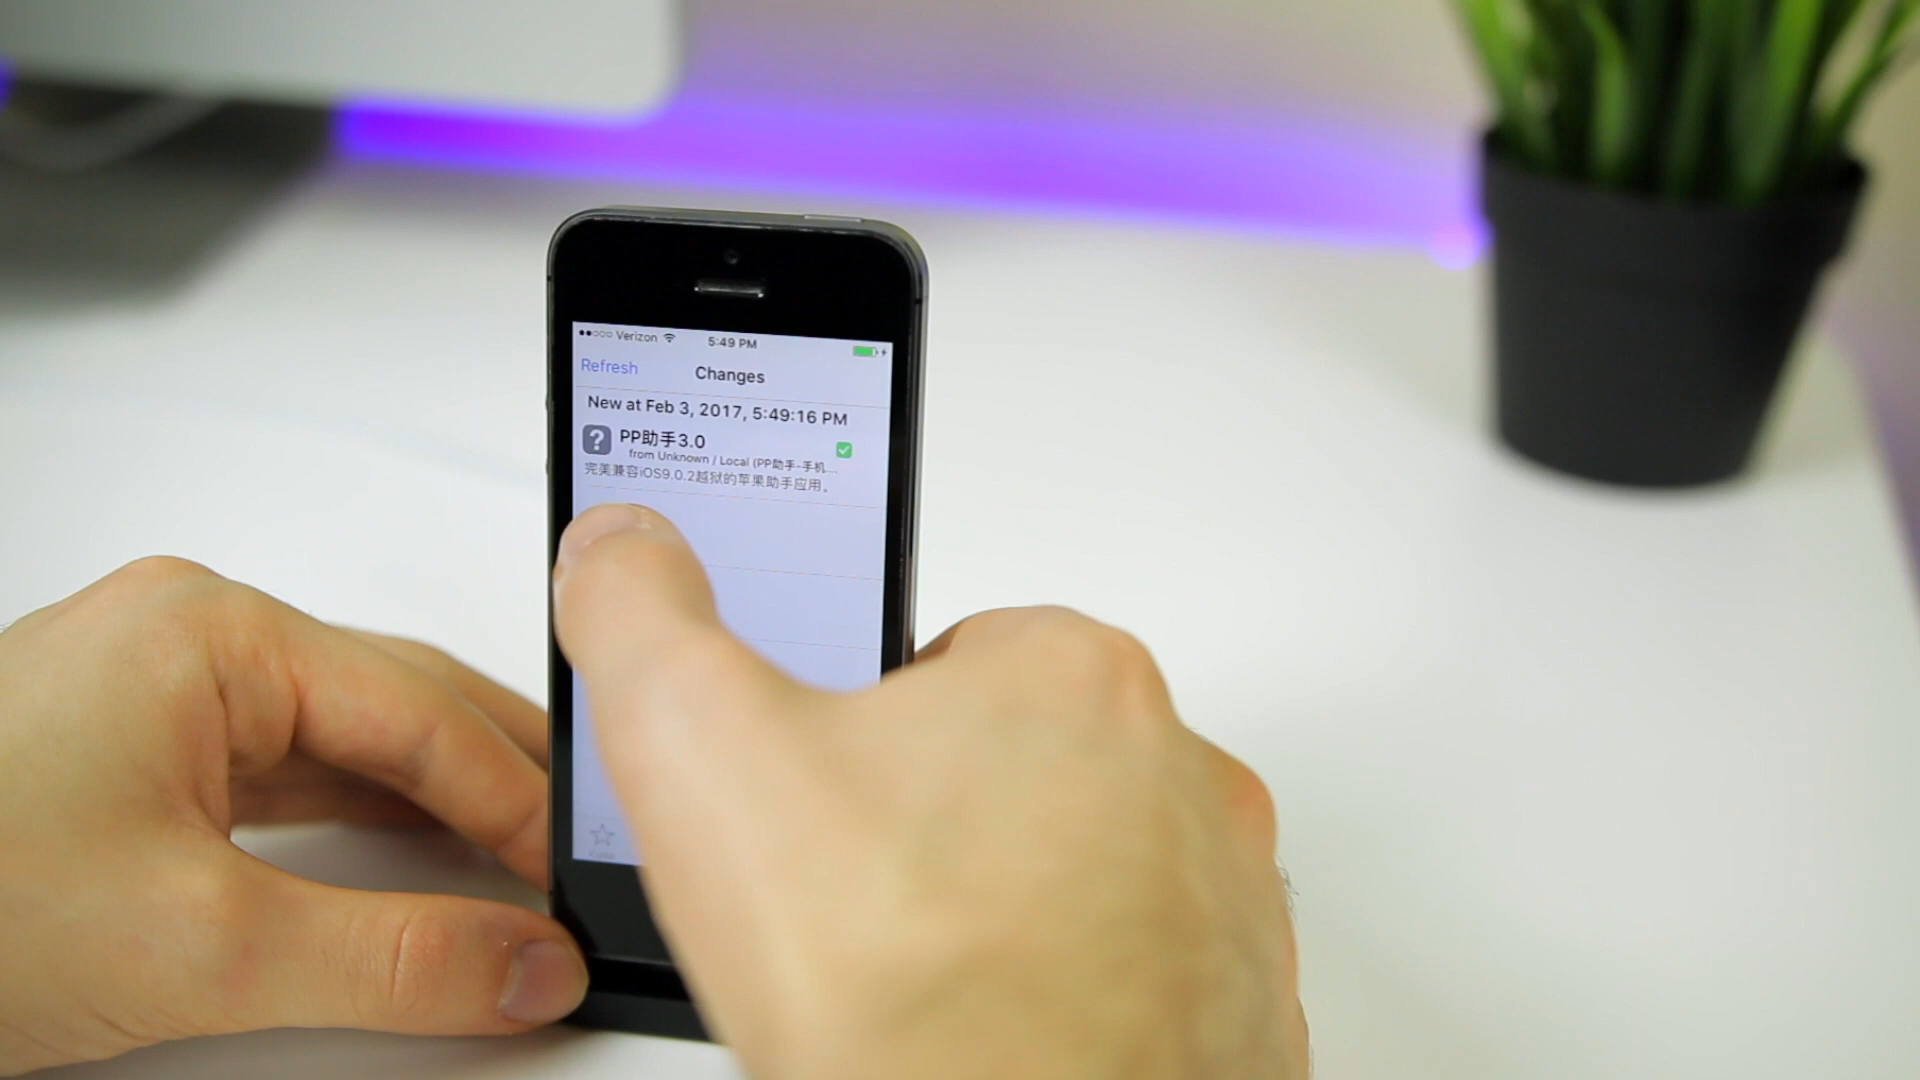 Verizon 5:49 PM
Refresh Changes
New at Feb 3, 2017, 5:49:16 PM
PP助手3.0
from Unknown / Local (PP助手-手机...
完美兼容iOS9.0.2越狱的苹果助手应用。